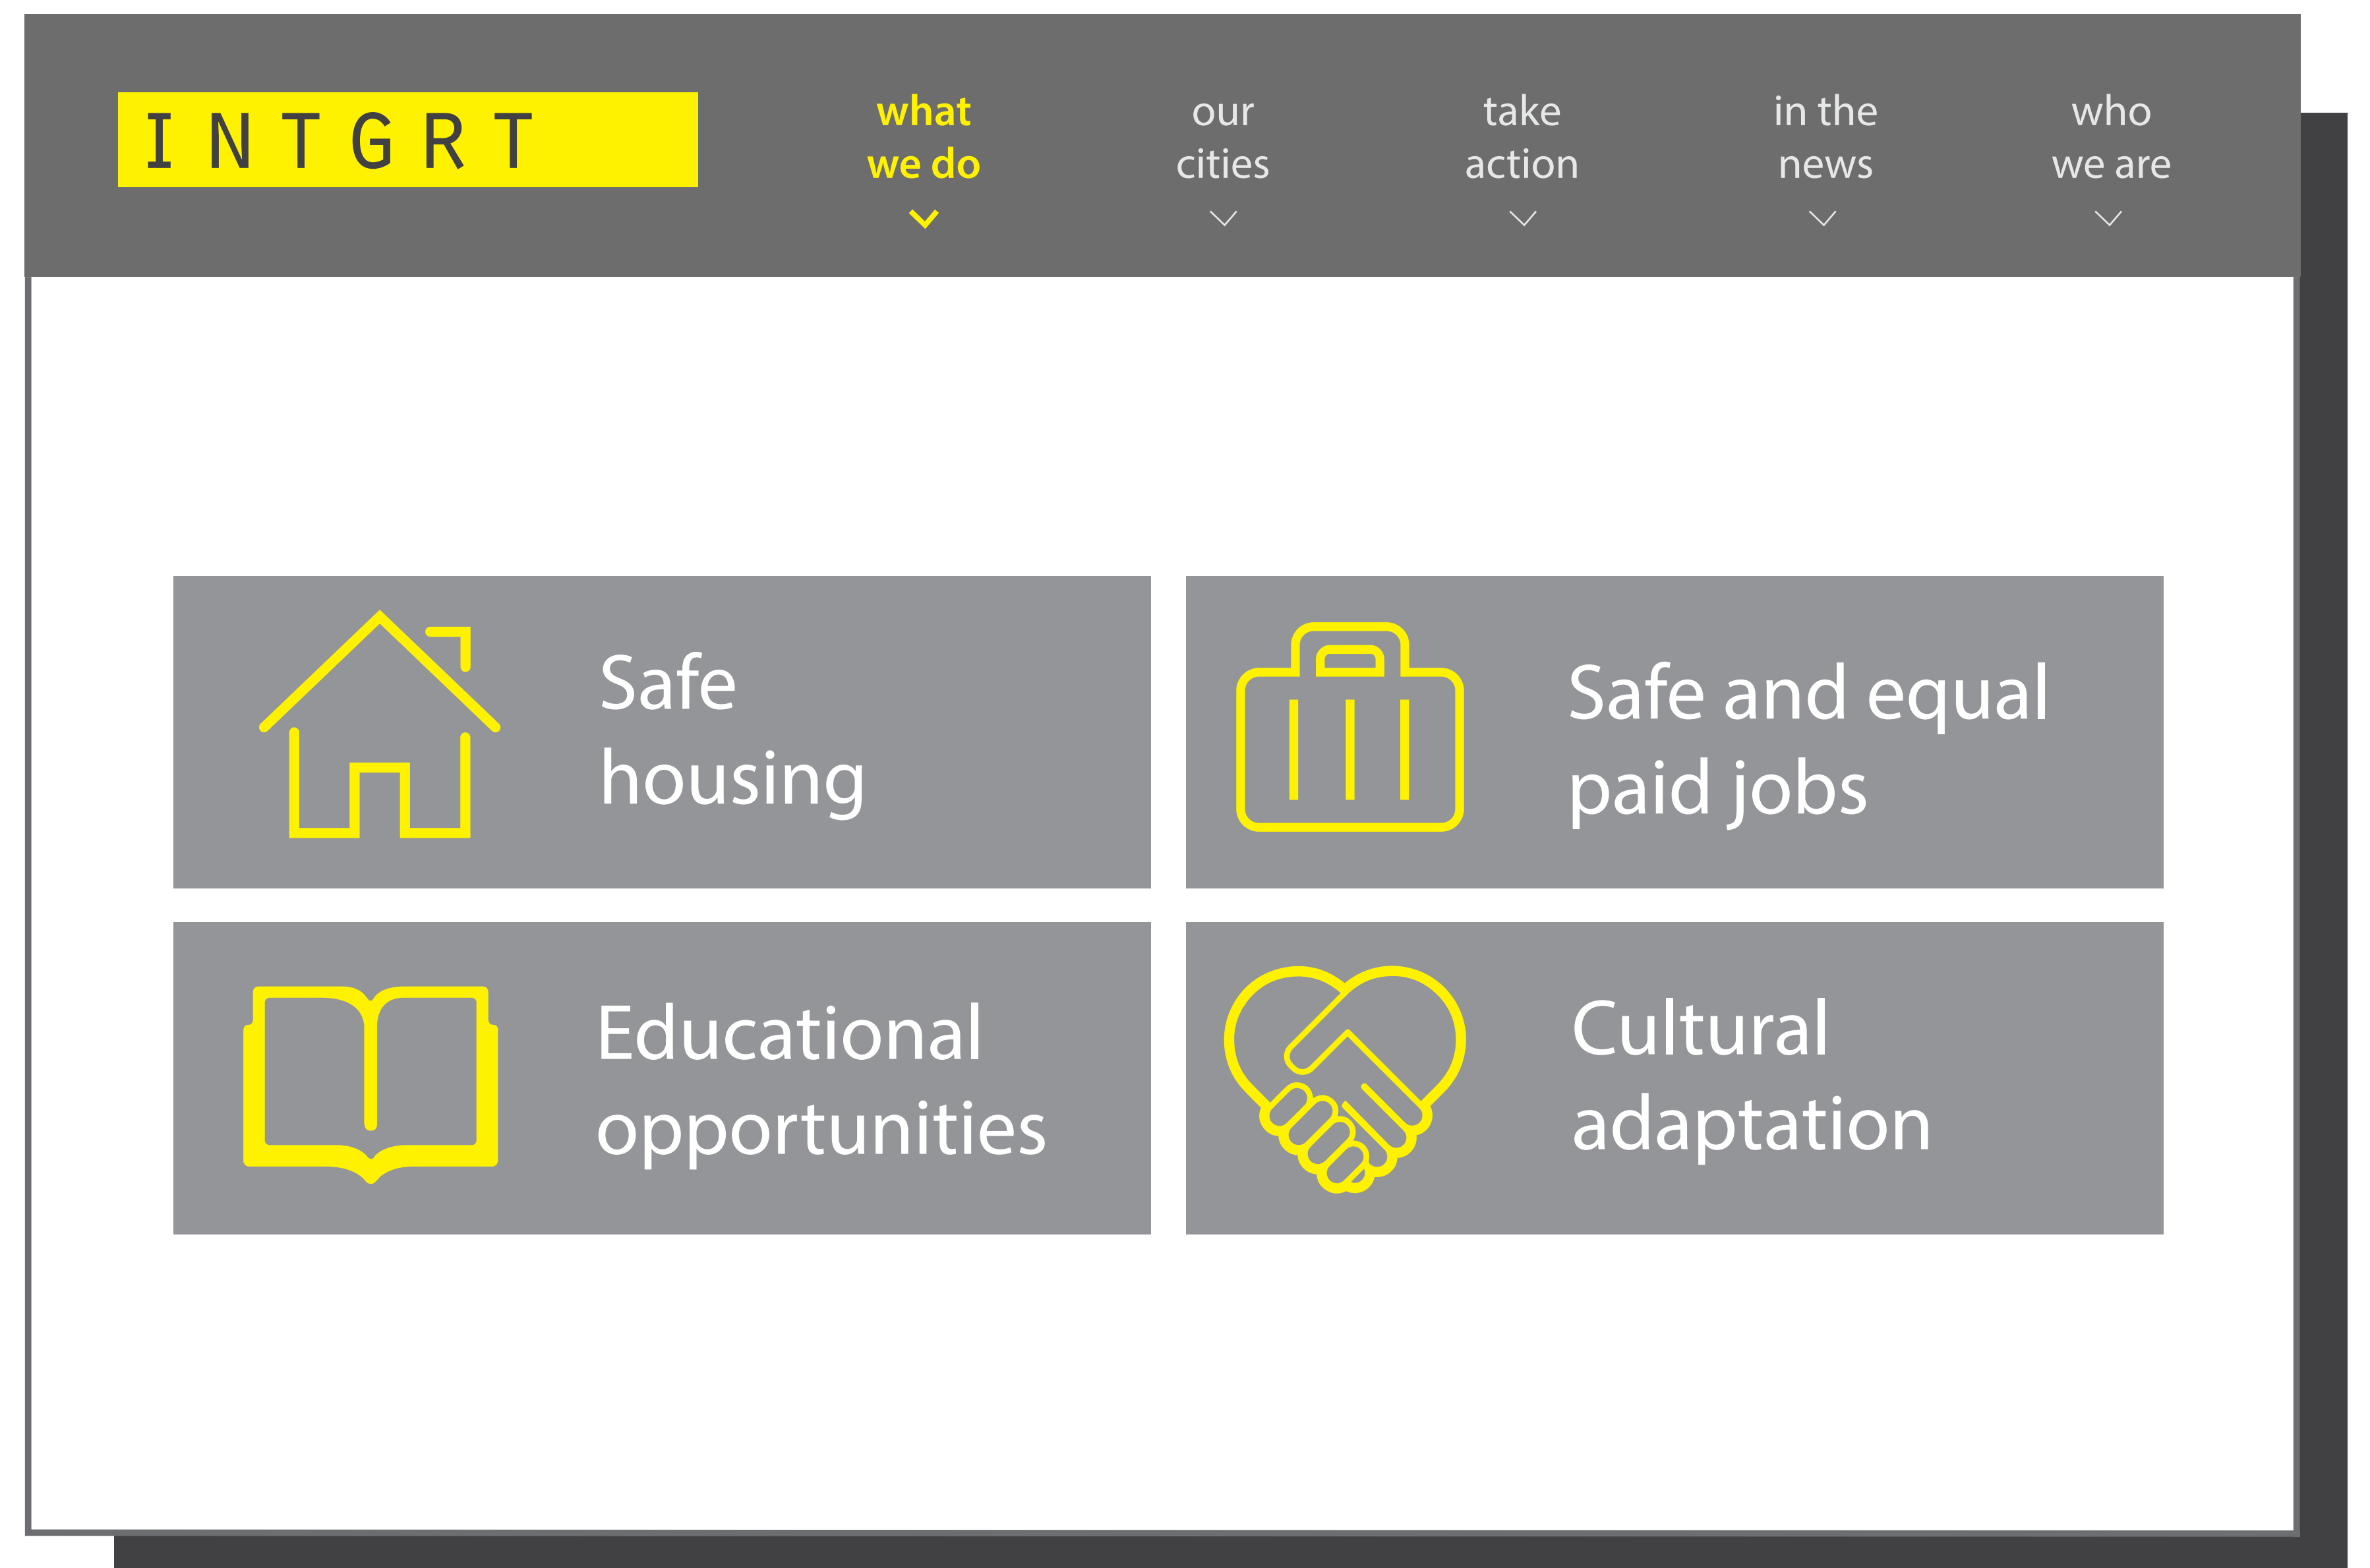 INTGRT
what
we do
our
cities
take
action
in the
news
who
we are
Safe
housing
Safe and equal
paid jobs
Educational
opportunities
Cultural
adaptation